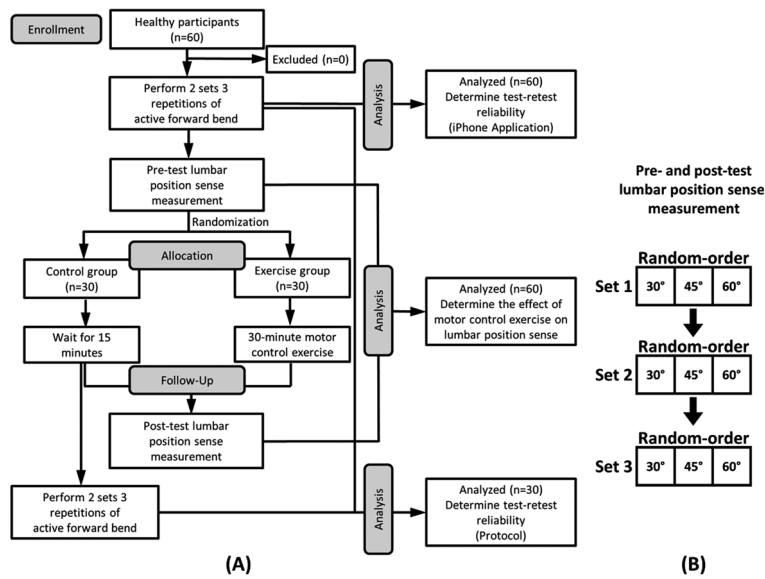 Enrollment
Healthy participants
(n=60)
Excluded (n=0)
Perform 2 sets 3
repetitions of
active forward bend
Analysis
Analyzed (n=60)
Determine test-retest
reliability
(iPhone Application)
Pre-test lumbar
position sense
measurement
Randomization
Allocation
Control group
(n=30)
Exercise group
(n=30)
Analysis
Analyzed (n=60)
Determine the effect of
motor control exercise on
lumbar position sense
Wait for 15
minutes
30-minute motor
control exercise
Follow-Up
Post-test lumbar
position sense
measurement
Perform 2 sets 3
repetitions of
active forward bend
Analysis
Analyzed (n=30)
Determine test-retest
reliability
(Protocol)
(A)
Pre- and post-test
lumbar position sense
measurement
Random-order
Set 1 30° 45° 60°
Random-order
Set 2 30° 45° 60°
Random-order
Set 3 30° 45° 60°
(B)